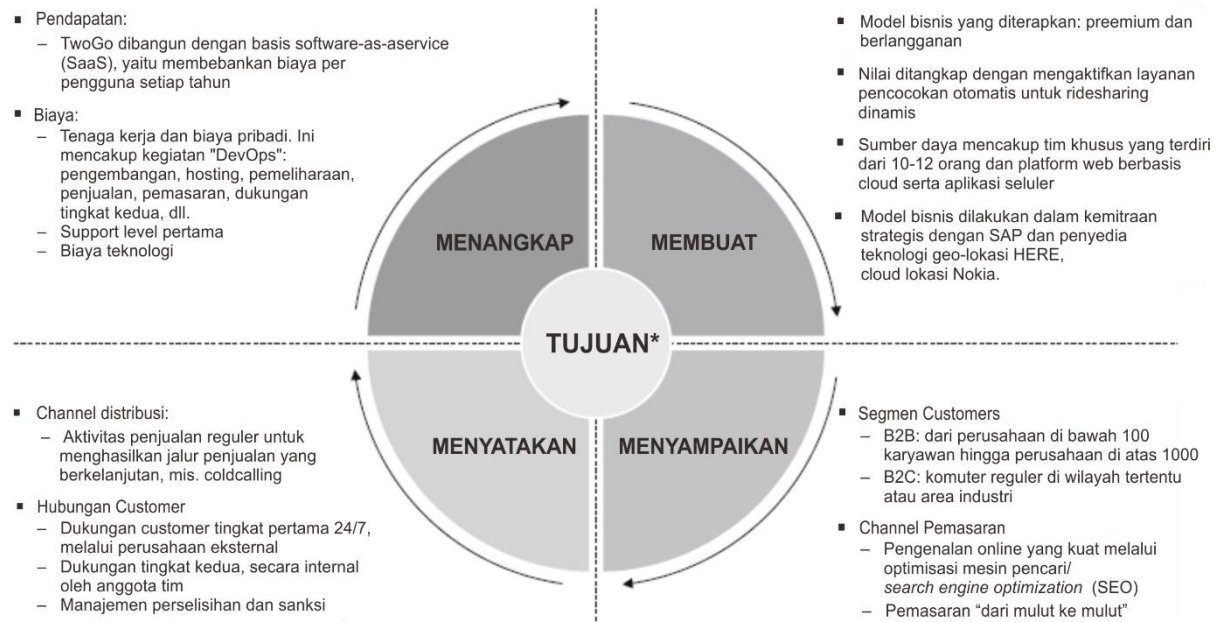 ▪ Pendapatan:
– TwoGo dibangun dengan basis software-as-aservice
(SaaS), yaitu membebankan biaya per
pengguna setiap tahun
▪ Biaya:
– Tenaga kerja dan biaya pribadi. Ini
mencakup kegiatan "DevOps":
pengembangan, hosting, pemeliharaan,
penjualan, pemasaran, dukungan
tingkat kedua, dll.
– Support level pertama
– Biaya teknologi
▪ Model bisnis yang diterapkan: preemium dan
berlangganan
▪ Nilai ditangkap dengan mengaktifkan layanan
pencocokan otomatis untuk ridesharing
dinamis
▪ Sumber daya mencakup tim khusus yang terdiri
dari 10-12 orang dan platform web berbasis
cloud serta aplikasi seluler
▪ Model bisnis dilakukan dalam kemitraan
strategis dengan SAP dan penyedia
teknologi geo-lokasi HERE,
cloud lokasi Nokia.
MENANGKAP
MEMBUAT
TUJUAN*
MENYATAKAN
MENYAMPAIKAN
▪ Channel distribusi:
– Aktivitas penjualan reguler untuk
menghasilkan jalur penjualan yang
berkelanjutan, mis. coldcalling
▪ Hubungan Customer
– Dukungan customer tingkat pertama 24/7,
melalui perusahaan eksternal
– Dukungan tingkat kedua, secara internal
oleh anggota tim
– Manajemen perselisihan dan sanksi
▪ Segmen Customers
– B2B: dari perusahaan di bawah 100
karyawan hingga perusahaan di atas 1000
– B2C: komuter reguler di wilayah tertentu
atau area industri
▪ Channel Pemasaran
– Pengenalan online yang kuat melalui
optimisasi mesin pencari/
search engine optimization (SEO)
– Pemasaran “dari mulut ke mulut”